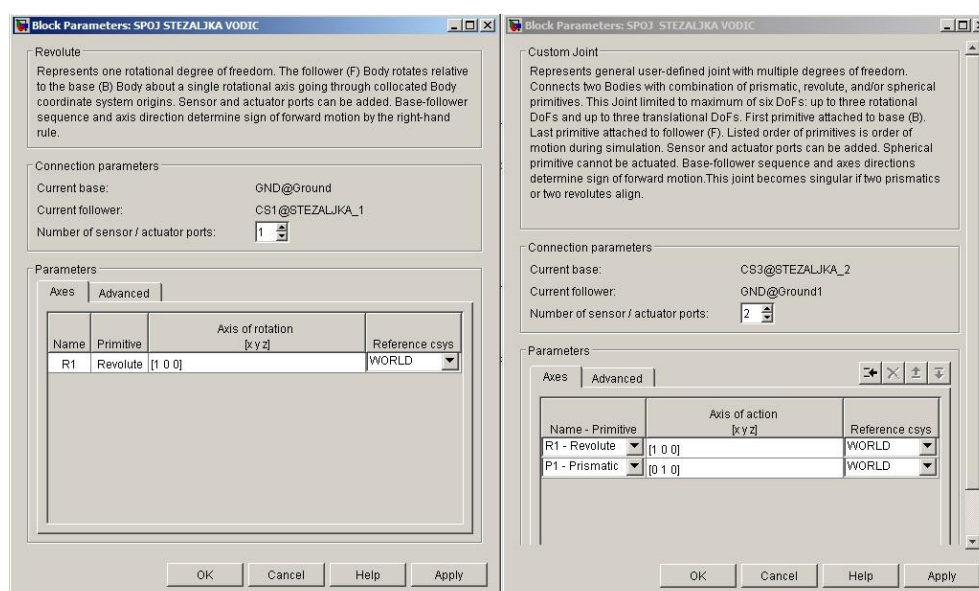 Block Parameters: SPOJ STEZALJKA VODIC
Revolute
Represents one rotational degree of freedom. The follower (F) Body rotates relative
to the base (B) Body about a single rotational axis going through collocated Body
coordinate system origins. Sensor and actuator ports can be added. Base-follower
sequence and axis direction determine sign of forward motion by the right-hand
rule.
Connection parameters
Current base: GND@Ground
Current follower: CS1@STEZALJKA_1
Number of sensor / actuator ports: 1
Parameters
Axes Advanced
Name Primitive Axis of rotation [x y z] Reference csys
R1 Revolute [1 0 0] WORLD
OK Cancel Help Apply
Block Parameters: SPOJ STEZALJKA VODIC
Custom Joint
Represents general user-defined joint with multiple degrees of freedom.
Connects two Bodies with combination of prismatic, revolute, and/or spherical
primitives. This Joint limited to maximum of six DoFs: up to three rotational
DoFs and up to three translational DoFs. First primitive attached to base (B).
Last primitive attached to follower (F). Listed order of primitives is order of
motion during simulation. Sensor and actuator ports can be added. Spherical
primitive cannot be actuated. Base-follower sequence and axes directions
determine sign of forward motion.This joint becomes singular if two prismatics
or two revolutes align.
Connection parameters
Current base: CS3@STEZALJKA_2
Current follower: GND@Ground1
Number of sensor / actuator ports: 2
Parameters
Axes Advanced
Name - Primitive Axis of action [x y z] Reference csys
R1 - Revolute [1 0 0] WORLD
P1 - Prismatic [0 1 0] WORLD
OK Cancel Help Apply